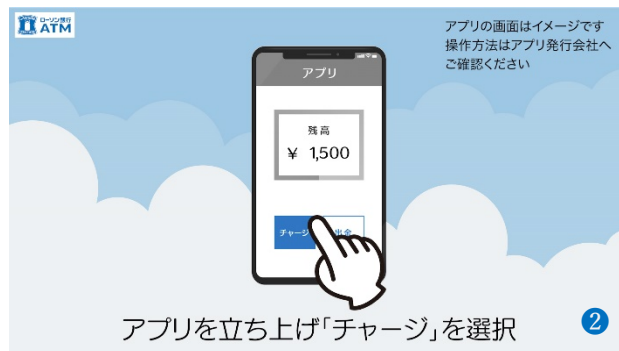 ローソン銀行
ATM
アプリの画面はイメージです
操作方法はアプリ発行会社へ
ご確認ください
アプリ
残高
¥ 1,500
チャージ
出金
アプリを立ち上げ「チャージ」を選択
2